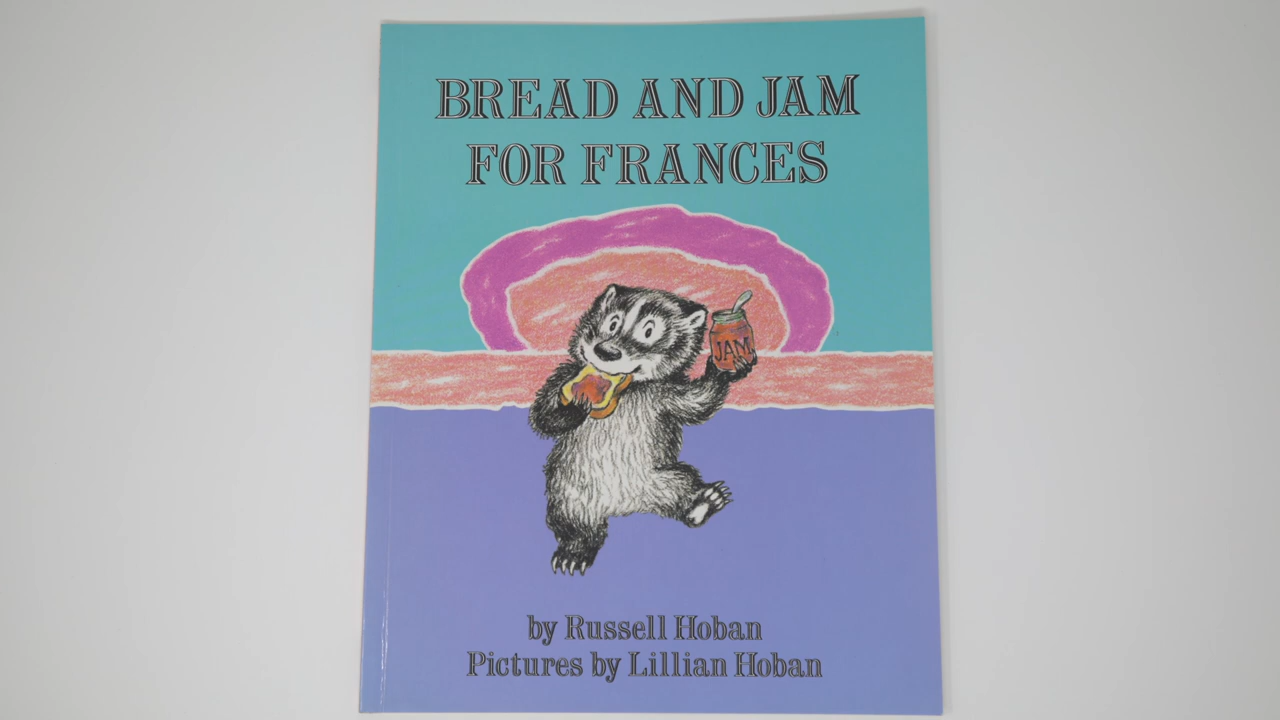 BREAD AND JAM
FOR FRANCES
JAM
by Russell Hoban
Pictures by Lillian Hoban